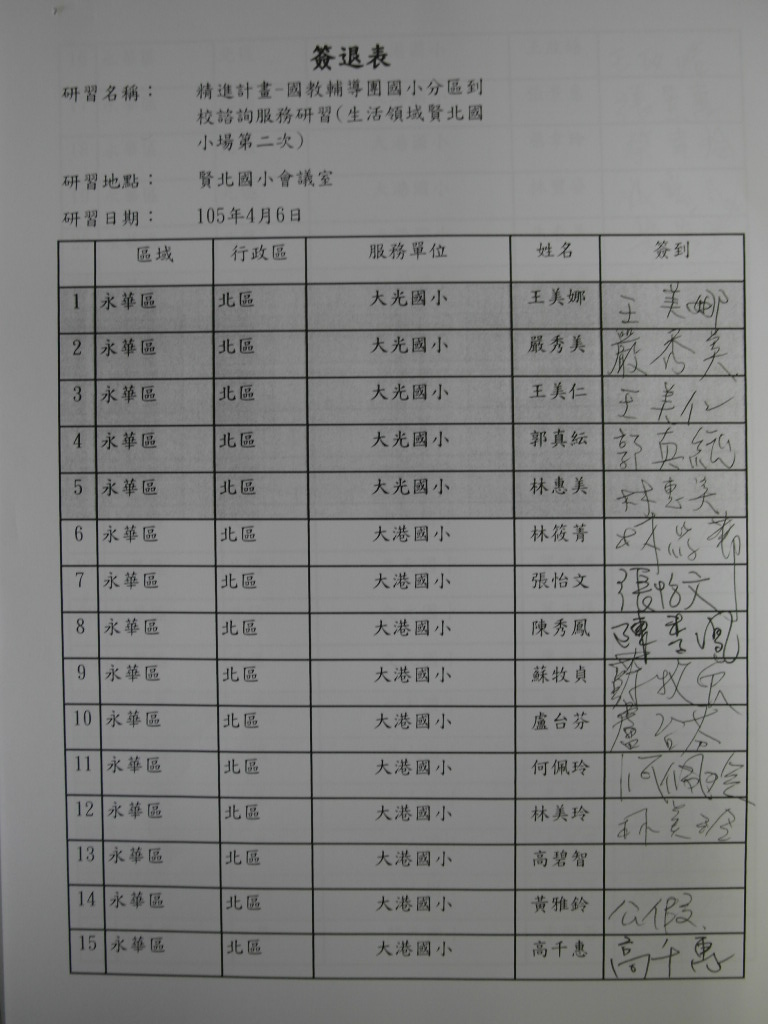 簽退表
研習名稱： 精進計畫-國教輔導團國小分區到
校諮詢服務研習(生活領域賢北國
小場第二次)
研習地點： 賢北國小會議室
研習日期： 105年4月6日
區域 行政區 服務單位 姓名 簽到
1 永華區 北區 大光國小 王美娜 王美娜
2 永華區 北區 大光國小 嚴秀美 嚴秀美
3 永華區 北區 大光國小 王美仁 王美仁
4 永華區 北區 大光國小 郭真紜 郭真紜
5 永華區 北區 大光國小 林惠美 林惠美
6 永華區 北區 大港國小 林筱菁 林筱菁
7 永華區 北區 大港國小 張怡文 張怡文
8 永華區 北區 大港國小 陳秀鳳 陳秀鳳
9 永華區 北區 大港國小 蘇牧貞 蘇牧貞
10 永華區 北區 大港國小 盧台芬 盧台芬
11 永華區 北區 大港國小 何佩玲 何佩玲
12 永華區 北區 大港國小 林美玲 林美玲
13 永華區 北區 大港國小 高碧智
14 永華區 北區 大港國小 黃雅鈴 公假.
15 永華區 北區 大港國小 高千惠 高千惠